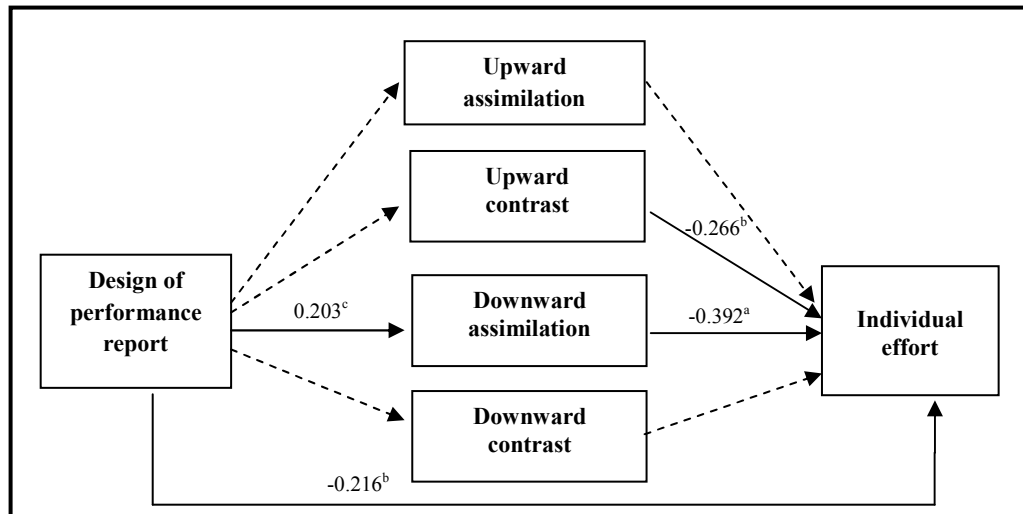 Upward
assimilation
Upward
contrast
-0.266ᵇ
Design of
performance
report
0.203ᶜ
Downward
assimilation
-0.392ᵃ
Individual
effort
Downward
contrast
-0.216ᵇ